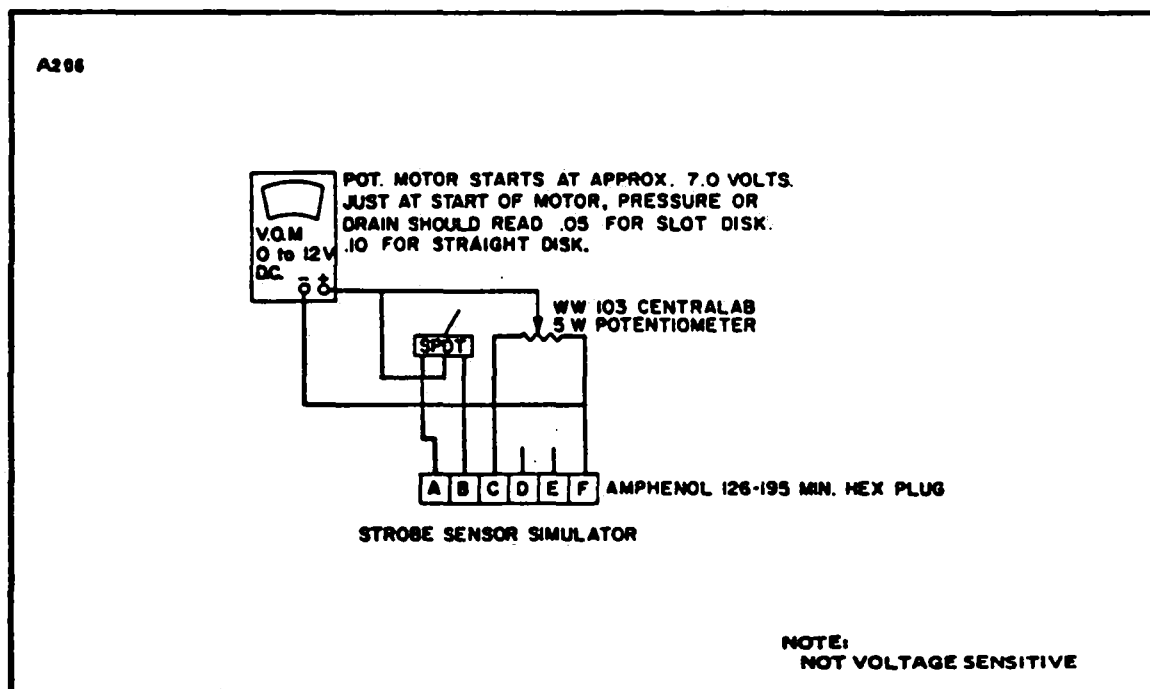 A206
POT. MOTOR STARTS AT APPROX. 7.0 VOLTS.
JUST AT START OF MOTOR, PRESSURE OR
DRAIN SHOULD READ .05 FOR SLOT DISK.
.10 FOR STRAIGHT DISK.
V.O.M
0 to 12V
D.C.
- +
WW 103 CENTRALAB
5 W POTENTIOMETER
SPDT
A B C D E F AMPHENOL 126-195 MIN. HEX PLUG
STROBE SENSOR SIMULATOR
NOTE:
NOT VOLTAGE SENSITIVE